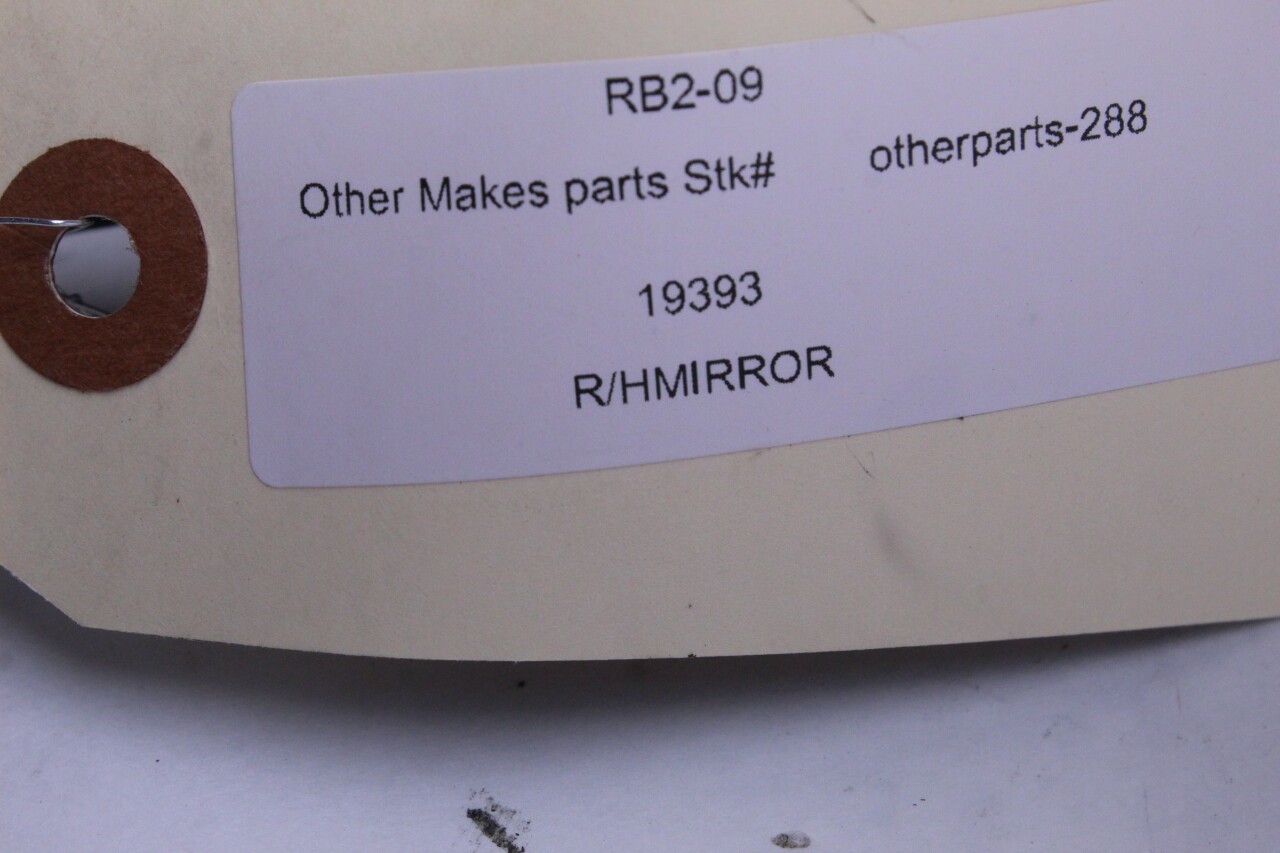 RB2-09
Other Makes parts Stk# otherparts-288
19393
R/HMIRROR